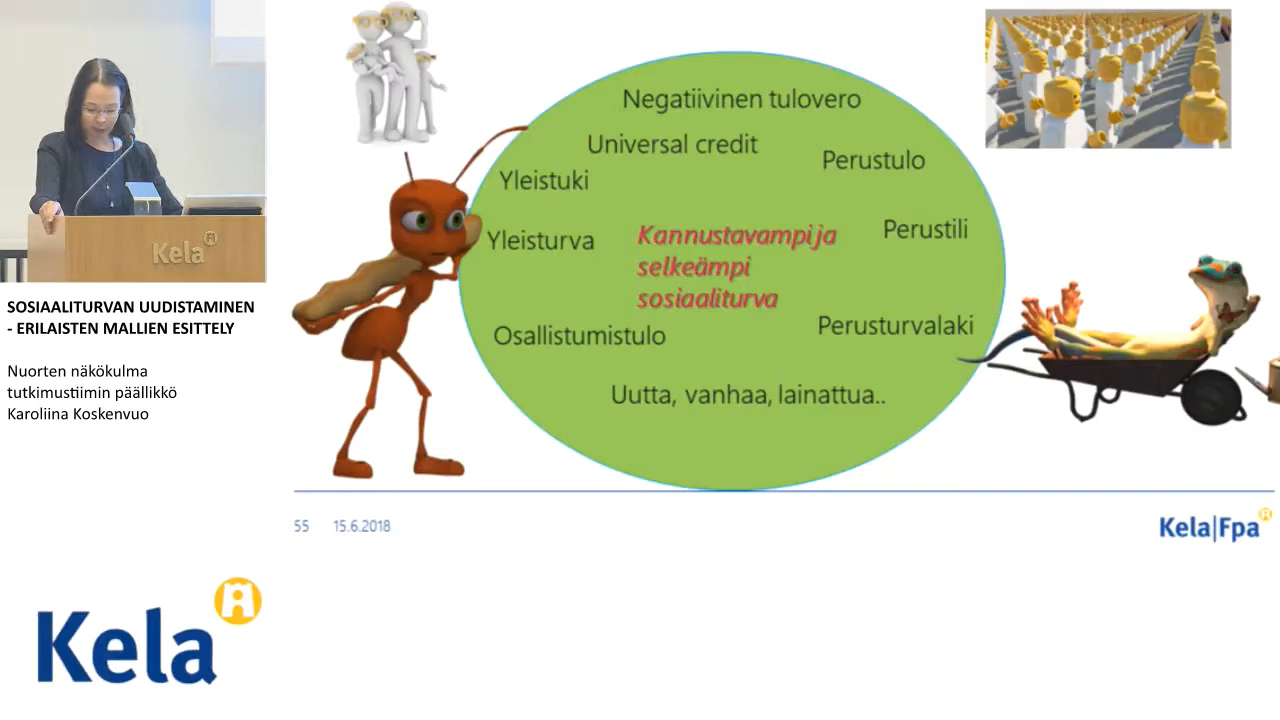 Kela
SOSIAALITURVAN UUDISTAMINEN
- ERILAISTEN MALLIEN ESITTELY
Nuorten näkökulma
tutkimustiimin päällikkö
Karoliina Koskenvuo
Negatiivinen tulovero
Universal credit
Perustulo
Yleistuki
Perustili
Yleisturva
Kannustavampi ja
selkeämpi
sosiaaliturva
Perusturvalaki
Osallistumistulo
Uutta, vanhaa, lainattua..
55 15.6.2018
Kela|Fpa
Kela